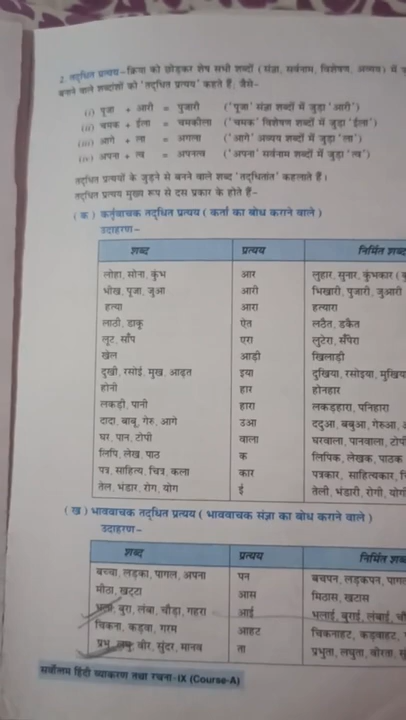 2. तद्धित प्रत्यय–क्रिया को छोड़कर शेष सभी शब्दों (संज्ञा, सर्वनाम, विशेषण, अव्यय) में
बनने वाले शब्दांशों को 'तद्धित प्रत्यय' कहते हैं, जैसे–
(i) पूजा + आरी = पुजारी ('पूजा' संज्ञा शब्दों में जुड़ा 'आरी')
(ii) चमक + ईला = चमकीला ('चमक' विशेषण शब्दों में जुड़ा 'ईला')
(iii) आगे + ला = अगला ('आगे' अव्यय शब्दों में जुड़ा 'ला')
(iv) अपना + त्व = अपनत्व ('अपना' सर्वनाम शब्दों में जुड़ा 'त्व')
तद्धित प्रत्ययों के जुड़ने से बनने वाले शब्द 'तद्धितांत' कहलाते हैं।
तद्धित प्रत्यय मुख्य रूप से दस प्रकार के होते हैं–
(क) कर्तृवाचक तद्धित प्रत्यय (कर्ता का बोध कराने वाले)
उदाहरण–
शब्द प्रत्यय निर्मित शब्द
लोहा, सोना, कुंभ आर लुहार, सुनार, कुंभकार
भीख, पूजा, जुआ आरी भिखारी, पुजारी, जुआरी
हत्या आरा हत्यारा
लाठी, डाकू ऐत लठैत, डकैत
लूट, साँप एरा लुटेरा, सँपेरा
खेल आड़ी खिलाड़ी
दुखी, रसोई, मुख, आढ़त इया दुखिया, रसोइया, मुखिया
होनी हार होनहार
लकड़ी, पानी हारा लकड़हारा, पनिहारा
दादा, बाबू, गेरु, आगे उआ ददुआ, बबुआ, गेरुआ,
घर, पान, टोपी वाला घरवाला, पानवाला,
लिपि, लेख, पाठ क लिपिक, लेखक, पाठक
पत्र, साहित्य, चित्र, कला कार पत्रकार, साहित्यकार,
तेल, भंडार, रोग, योग ई तेली, भंडारी, रोगी,
(ख) भाववाचक तद्धित प्रत्यय (भाववाचक संज्ञा का बोध कराने वाले)
उदाहरण–
शब्द प्रत्यय निर्मित
बच्चा, लड़का, पागल, अपना पन बचपन, लड़कपन,
मीठा, खट्टा आस मिठास, खटास
भला, बुरा, लंबा, चौड़ा, गहरा आई भलाई, बुराई, लंबाई,
चिकना, कड़वा, गरम आहट चिकनाहट, कड़वाहट,
प्रभु, लघु, वीर, सुंदर, मानव ता प्रभुता, लघुता, वीरता,
सर्वोत्तम हिंदी व्याकरण तथा रचना-IX (Course-A)